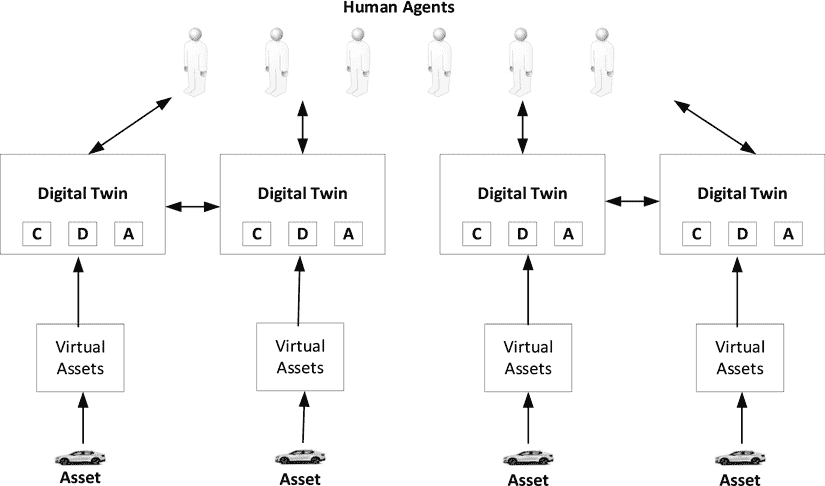 Human Agents
Digital Twin
C D A
Digital Twin
C D A
Digital Twin
C D A
Digital Twin
C D A
Virtual
Assets
Virtual
Assets
Virtual
Assets
Virtual
Assets
Asset
Asset
Asset
Asset